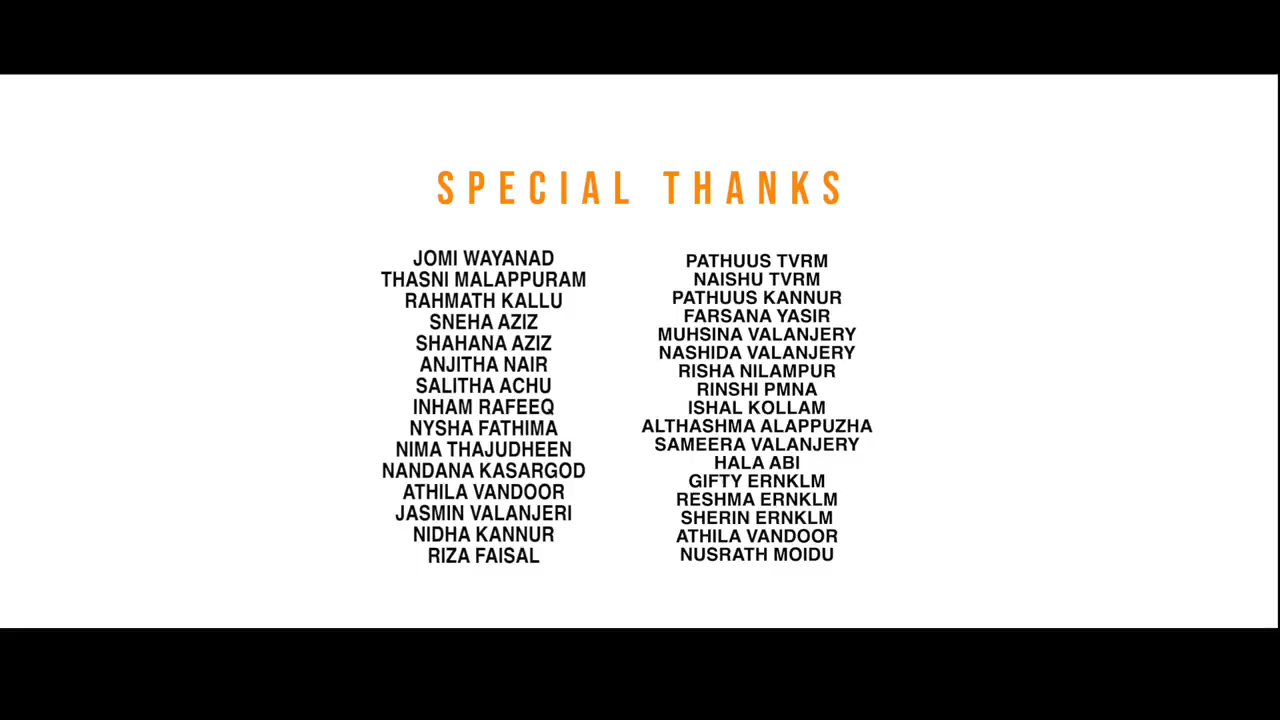 SPECIAL THANKS
JOMI WAYANAD
THASNI MALAPPURAM
RAHMATH KALLU
SNEHA AZIZ
SHAHANA AZIZ
ANJITHA NAIR
SALITHA ACHU
INHAM RAFEEQ
NYSHA FATHIMA
NIMA THAJUDHEEN
NANDANA KASARGOD
ATHILA VANDOOR
JASMIN VALANJERI
NIDHA KANNUR
RIZA FAISAL
PATHUUS TVRM
NAISHU TVRM
PATHUUS KANNUR
FARSANA YASIR
MUHSINA VALANJERY
NASHIDA VALANJERY
RISHA NILAMPUR
RINSHI PMNA
ISHAL KOLLAM
ALTHASHMA ALAPPUZHA
SAMEERA VALANJERY
HALA ABI
GIFTY ERNKLM
RESHMA ERNKLM
SHERIN ERNKLM
ATHILA VANDOOR
NUSRATH MOIDU